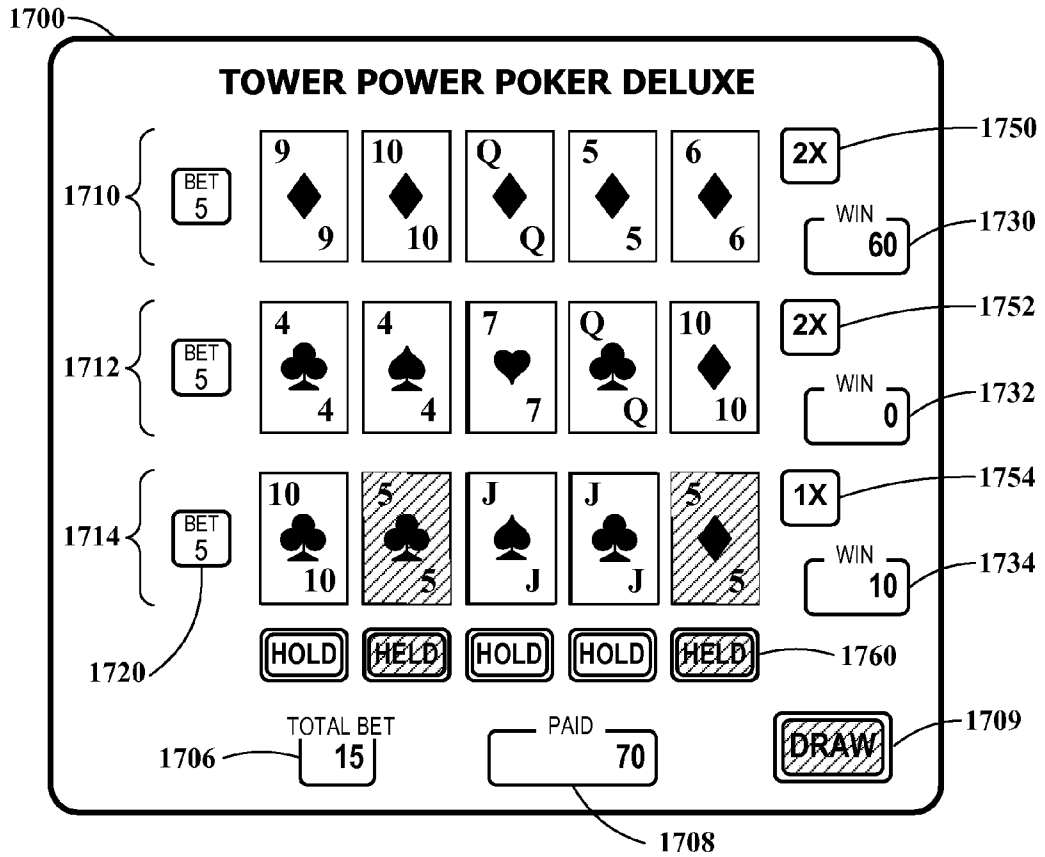 1700
TOWER POWER POKER DELUXE
9 10 Q 5 6
2X
1750
1710
BET
5
WIN
60
1730
9 10 Q 5 6
4 4 7 Q 10
2X
1752
1712
BET
5
WIN
0
1732
4 4 7 Q 10
10 5 J J 5
1X
1754
1714
BET
5
WIN
10
1734
10 5 J J 5
HOLD HELD HOLD HOLD HELD
1760
1720
TOTAL BET
15
1706
PAID
70
1708
DRAW
1709